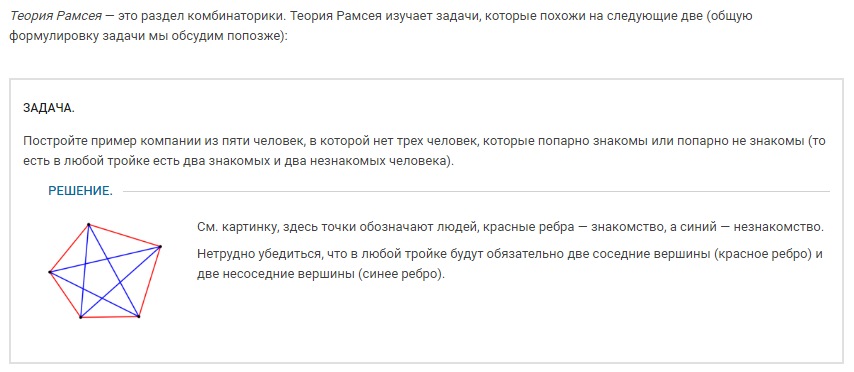 Теория Рамсея — это раздел комбинаторики. Теория Рамсея изучает задачи, которые похожи на следующие две (общую
формулировку задачи мы обсудим попозже):
ЗАДАЧА.
Постройте пример компании из пяти человек, в которой нет трех человек, которые попарно знакомы или попарно не знакомы (то
есть в любой тройке есть два знакомых и два незнакомых человека).
РЕШЕНИЕ.
См. картинку, здесь точки обозначают людей, красные ребра — знакомство, а синий — незнакомство.
Нетрудно убедиться, что в любой тройке будут обязательно две соседние вершины (красное ребро) и
две несоседние вершины (синее ребро).